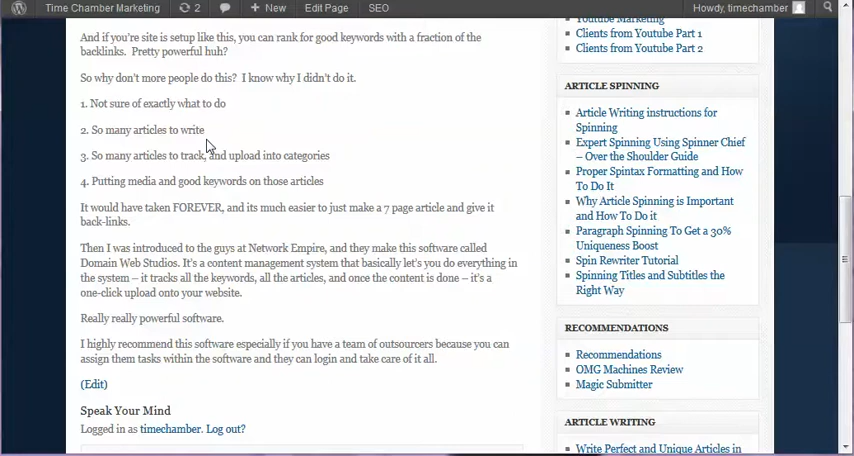 Time Chamber Marketing 2 + New Edit Page SEO Howdy, timechamber
And if you're site is setup like this, you can rank for good keywords with a fraction of the
backlinks. Pretty powerful huh?
So why don't more people do this? I know why I didn't do it.
1. Not sure of exactly what to do
2. So many articles to write
3. So many articles to track, and upload into categories
4. Putting media and good keywords on those articles
It would have taken FOREVER, and its much easier to just make a 7 page article and give it
back-links.
Then I was introduced to the guys at Network Empire, and they make this software called
Domain Web Studios. It's a content management system that basically let's you do everything in
the system – it tracks all the keywords, all the articles, and once the content is done – it's a
one-click upload onto your website.
Really really powerful software.
I highly recommend this software especially if you have a team of outsourcers because you can
assign them tasks within the software and they can login and take care of it all.
(Edit)
Speak Your Mind
Logged in as timechamber. Log out?
Youtube Marketing
Clients from Youtube Part 1
Clients from Youtube Part 2
ARTICLE SPINNING
Article Writing instructions for
Spinning
Expert Spinning Using Spinner Chief
– Over the Shoulder Guide
Proper Spintax Formatting and How
To Do It
Why Article Spinning is Important
and How To Do it
Paragraph Spinning To Get a 30%
Uniqueness Boost
Spin Rewriter Tutorial
Spinning Titles and Subtitles the
Right Way
RECOMMENDATIONS
Recommendations
OMG Machines Review
Magic Submitter
ARTICLE WRITING
Write Perfect and Unique Articles in